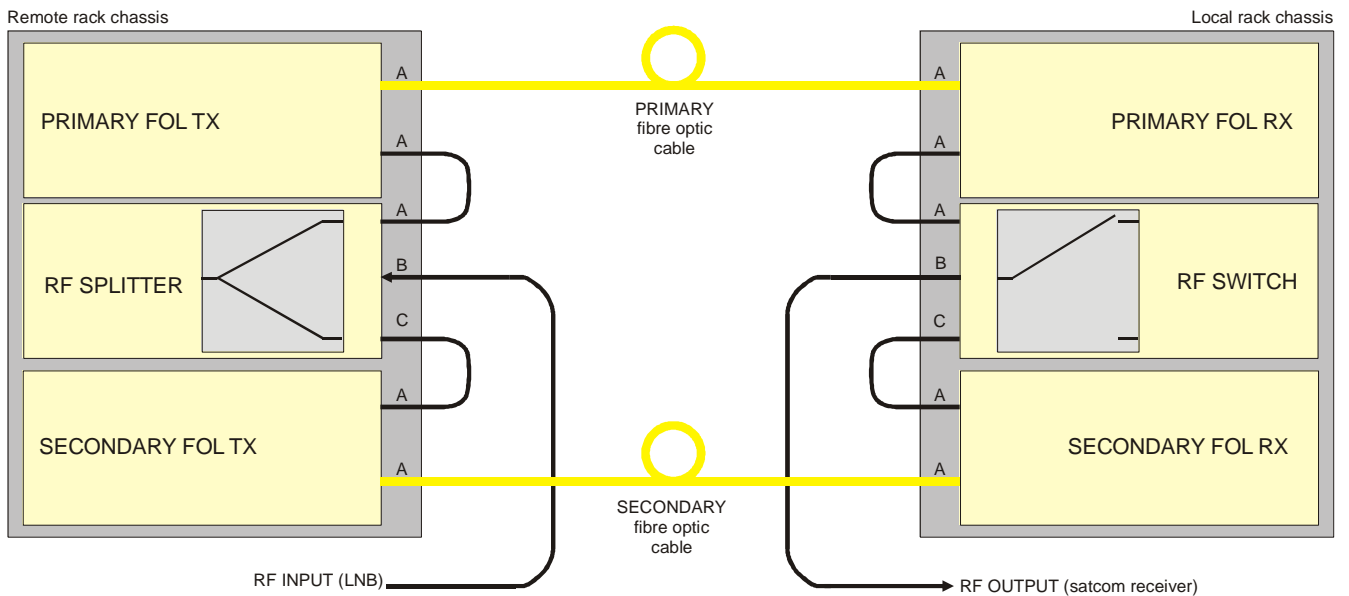 Remote rack chassis
Local rack chassis
A
A
PRIMARY
fibre optic
cable
PRIMARY FOL TX
PRIMARY FOL RX
A
A
A
A
RF SPLITTER
B
B
RF SWITCH
C
C
A
A
SECONDARY FOL TX
SECONDARY FOL RX
A
A
SECONDARY
fibre optic
cable
RF INPUT (LNB)
RF OUTPUT (satcom receiver)